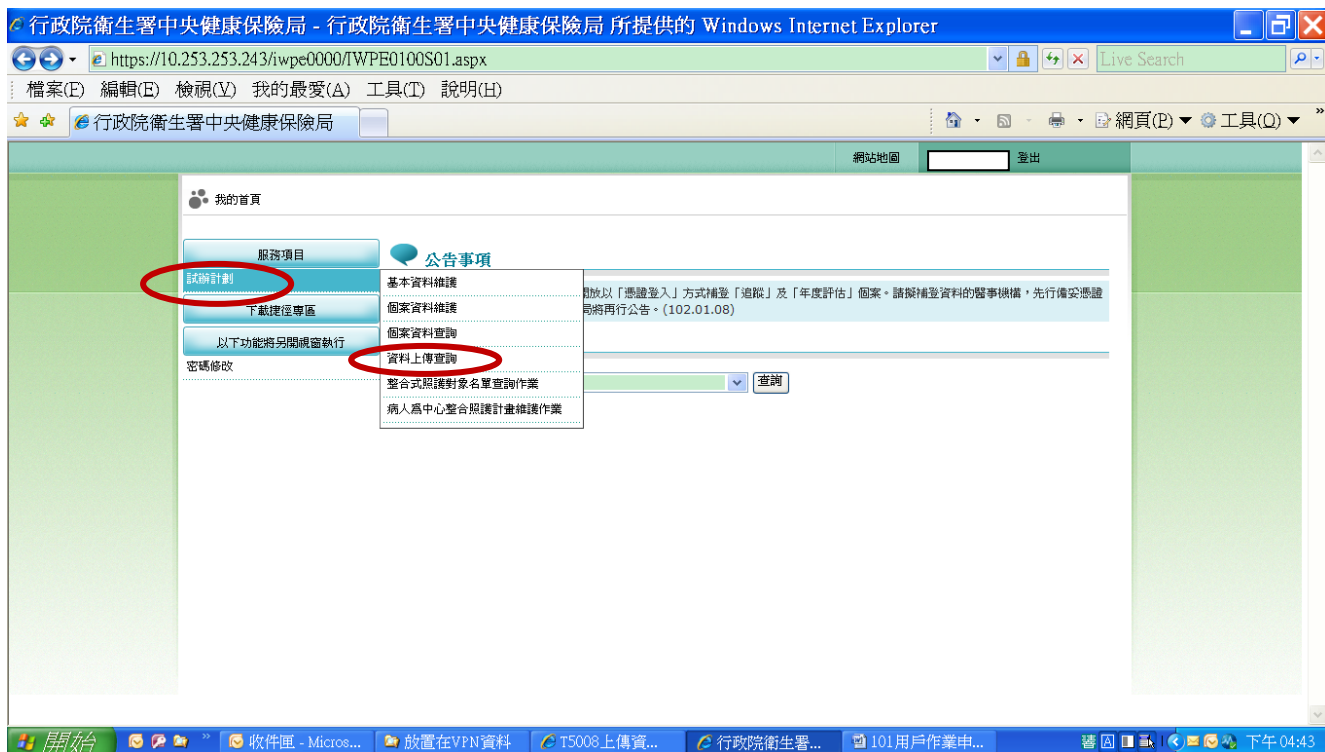 行政院衛生署中央健康保險局 - 行政院衛生署中央健康保險局 所提供的 Windows Internet Explorer
https://10.253.253.243/iwpe0000/IWPE0100S01.aspx
Live Search
檔案(F) 編輯(E) 檢視(V) 我的最愛(A) 工具(T) 說明(H)
行政院衛生署中央健康保險局
網頁(P) 工具(O)
網站地圖 登出
我的首頁
服務項目
試辦計劃
下載捷徑專區
以下功能將另開視窗執行
密碼修改
公告事項
基本資料維護
個案資料維護
個案資料查詢
資料上傳查詢
整合式照護對象名單查詢作業
病人為中心整合照護計畫維護作業
開放以「憑證登入」方式補登「追蹤」及「年度評估」個案。請擬補登資料的醫事機構，先行備妥憑證
局將再行公告。(102.01.08)
查詢
開始
收件匣 - Micros...
放置在VPN資料
T5008上傳資...
行政院衛生署...
101用戶作業申...
下午 04:43